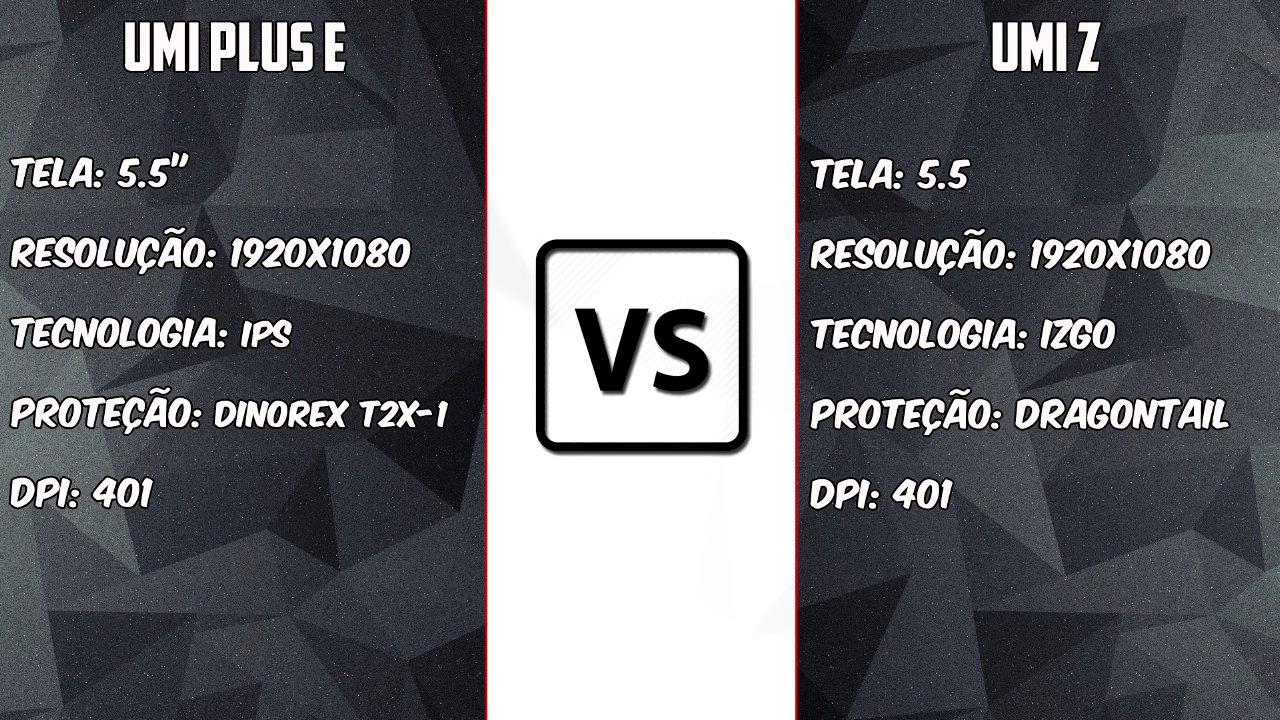 UMI PLUS E
TELA: 5.5"
RESOLUÇÃO: 1920X1080
TECNOLOGIA: IPS
PROTEÇÃO: DINOREX T2X-1
DPI: 401
VS
UMI Z
TELA: 5.5
RESOLUÇÃO: 1920X1080
TECNOLOGIA: IZGO
PROTEÇÃO: DRAGONTAIL
DPI: 401